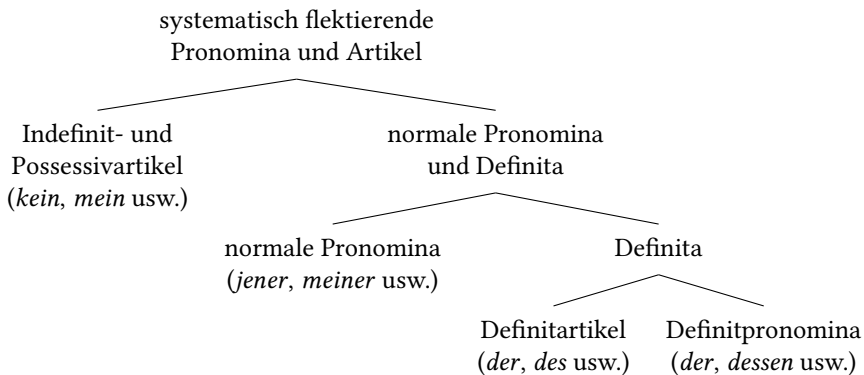 systematisch flektierende
Pronomina und Artikel
Indefinit- und
Possessivartikel
(kein, mein usw.)
normale Pronomina
und Definita
normale Pronomina
(jener, meiner usw.)
Definita
Definitartikel
(der, des usw.)
Definitpronomina
(der, dessen usw.)